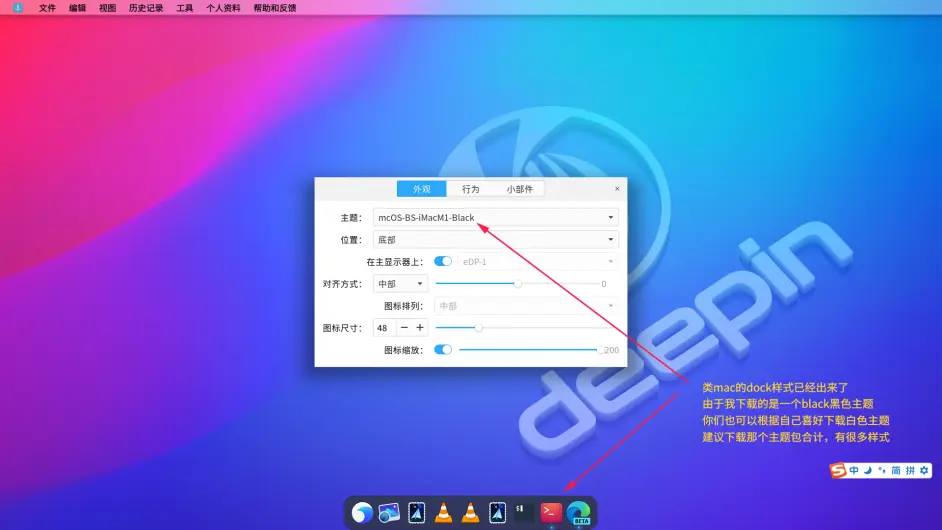 文件 编辑 视图 历史记录 工具 个人资料 帮助和反馈
外观 行为 小部件 ×
主题： mcOS-BS-iMacM1-Black
位置： 底部
在主显示器上： eDP-1
对齐方式： 中部 0
图标排列： 中部
图标尺寸： 48 − +
图标缩放： 200
deepin
类mac的dock样式已经出来了
由于我下载的是一个black黑色主题
你们也可以根据自己喜好下载白色主题
建议下载那个主题包合计，有很多样式
S 中 简 拼
BETA